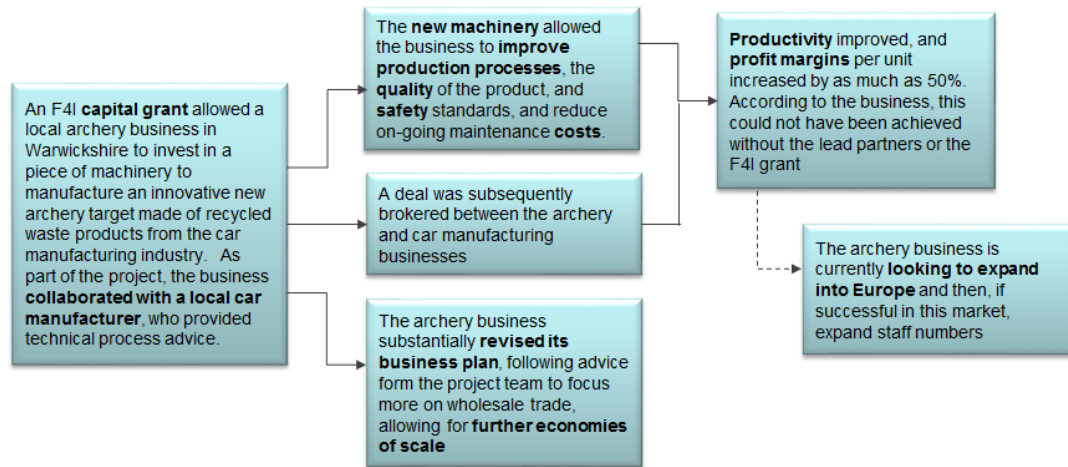 An F4I capital grant allowed a
local archery business in
Warwickshire to invest in a
piece of machinery to
manufacture an innovative new
archery target made of recycled
waste products from the car
manufacturing industry. As
part of the project, the business
collaborated with a local car
manufacturer, who provided
technical process advice.
The new machinery allowed
the business to improve
production processes, the
quality of the product, and
safety standards, and reduce
on-going maintenance costs.
A deal was subsequently
brokered between the archery
and car manufacturing
businesses
The archery business
substantially revised its
business plan, following advice
form the project team to focus
more on wholesale trade,
allowing for further economies
of scale
Productivity improved, and
profit margins per unit
increased by as much as 50%.
According to the business, this
could not have been achieved
without the lead partners or the
F4I grant
The archery business is
currently looking to expand
into Europe and then, if
successful in this market,
expand staff numbers